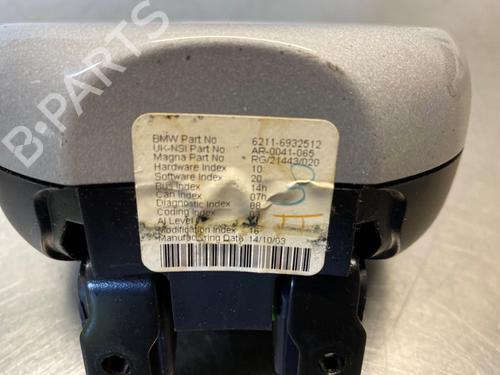 B-PARTS
BMW Part No 6211-6932512
UK-NSI Part No AR-0041-065
Magna Part No RG/21443/020
Hardware Index 10
Software Index 20
Bus Index 14h
Can Index 07h
Diagnostic Index 88
Coding Index
AI Level
Modification Index 16
Manufacturing Date 14/10/03